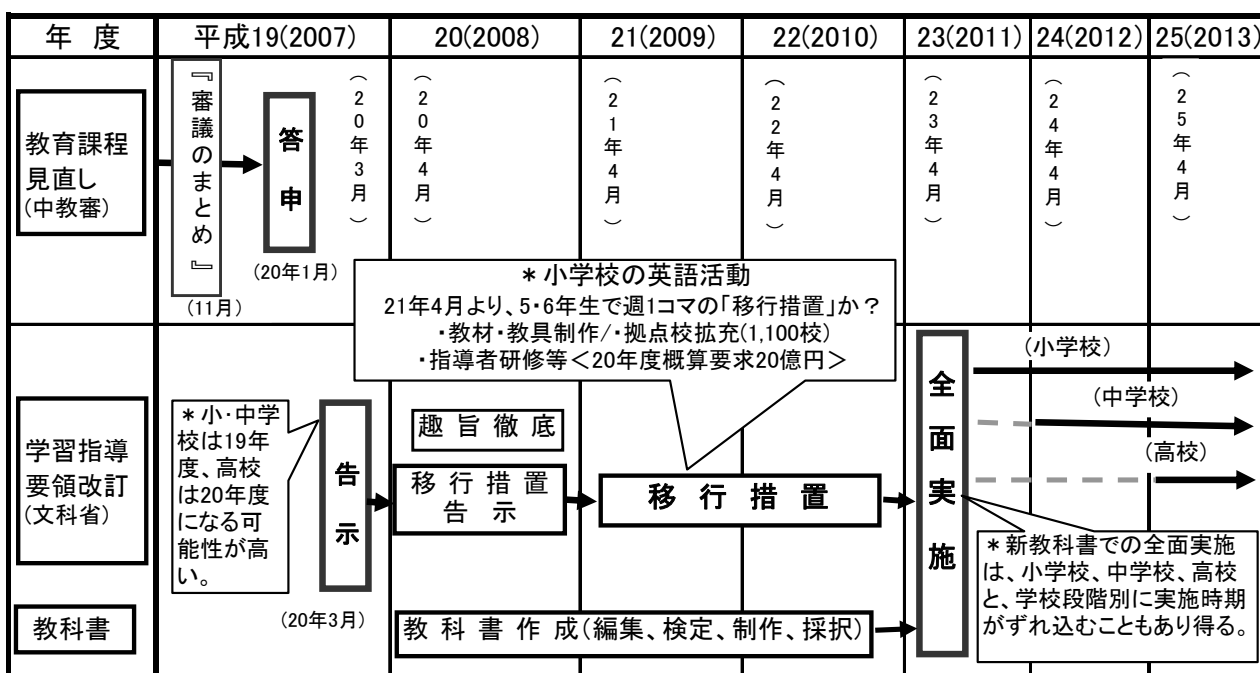 年 度
平成19(2007)
20(2008)
21(2009)
22(2010)
23(2011)
24(2012)
25(2013)
教育課程
見直し
(中教審)
『審議のまとめ』
(11月)
答申
(20年1月)
（20年3月）
（20年4月）
（21年4月）
（22年4月）
（23年4月）
（24年4月）
（25年4月）
＊小学校の英語活動
21年4月より、5・6年生で週1コマの「移行措置」か？
・教材・教具制作/・拠点校拡充(1,100校)
・指導者研修等＜20年度概算要求20億円＞
学習指導
要領改訂
(文科省)
＊小・中学
校は19年
度、高校
は20年度
になる可
能性が高
い。
告示
(20年3月)
趣 旨 徹 底
移 行 措 置
告 示
移 行 措 置
全面実施
(小学校)
(中学校)
(高校)
＊新教科書での全面実施
は、小学校、中学校、高校
と、学校段階別に実施時期
がずれ込むこともあり得る。
教科書
教 科 書 作 成(編集、検定、制作、採択)